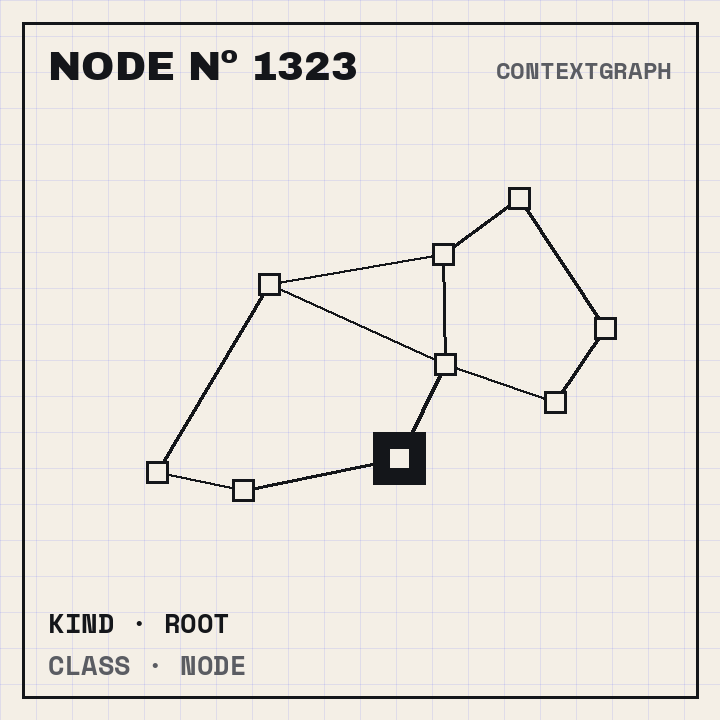 NODE Nº 1323
CONTEXTGRAPH
KIND · ROOT
CLASS · NODE